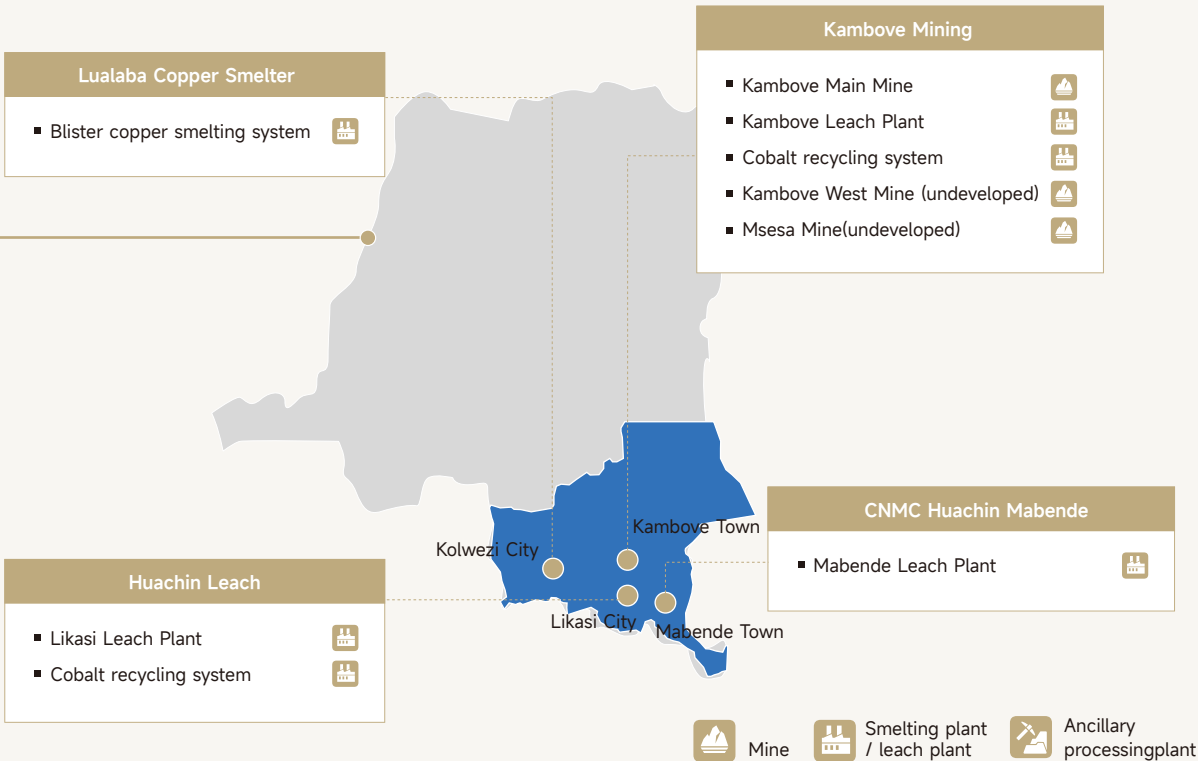 Kambove Mining
Kambove Main Mine
Kambove Leach Plant
Cobalt recycling system
Kambove West Mine (undeveloped)
Msesa Mine(undeveloped)
Lualaba Copper Smelter
Blister copper smelting system
Kambove Town
Kolwezi City
Likasi City
Mabende Town
CNMC Huachin Mabende
Mabende Leach Plant
Huachin Leach
Likasi Leach Plant
Cobalt recycling system
Mine
Smelting plant
/ leach plant
Ancillary
processingplant